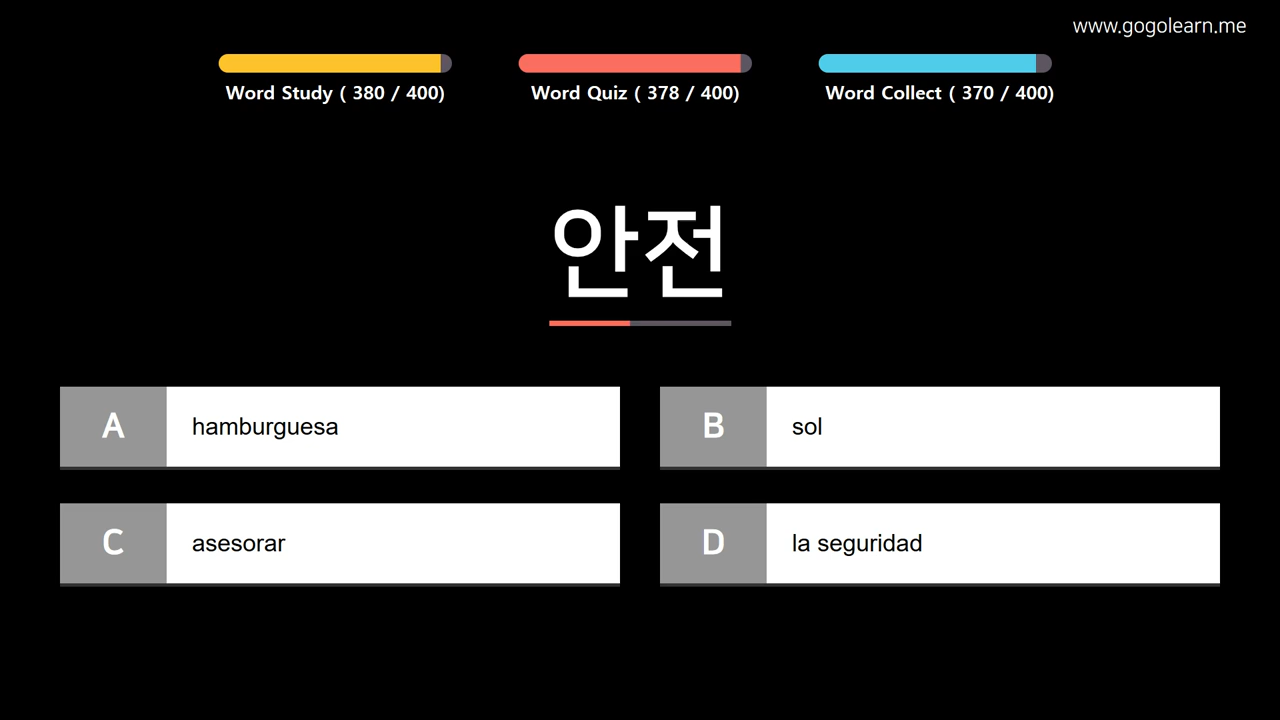 www.gogolearn.me
Word Study ( 380 / 400)
Word Quiz ( 378 / 400)
Word Collect ( 370 / 400)
안전
A hamburguesa
B sol
C asesorar
D la seguridad